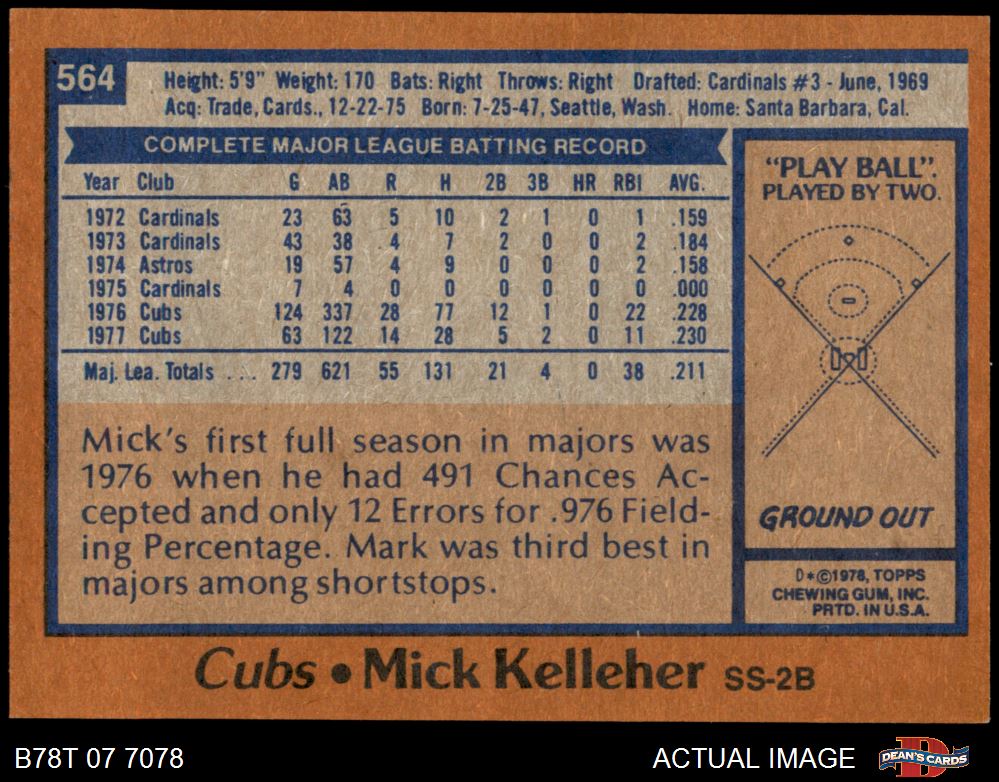 564
Height: 5'9" Weight: 170 Bats: Right Throws: Right Drafted: Cardinals #3 - June, 1969
Acq: Trade, Cards., 12-22-75 Born: 7-25-47, Seattle, Wash. Home: Santa Barbara, Cal.
COMPLETE MAJOR LEAGUE BATTING RECORD
Year Club G AB R H 2B 3B HR RBI AVG.
1972 Cardinals 23 63 5 10 2 1 0 1 .159
1973 Cardinals 43 38 4 7 2 0 0 2 .184
1974 Astros 19 57 4 9 0 0 0 2 .158
1975 Cardinals 7 4 0 0 0 0 0 0 .000
1976 Cubs 124 337 28 77 12 1 0 22 .228
1977 Cubs 63 122 14 28 5 2 0 11 .230
Maj. Lea. Totals .... 279 621 55 131 21 4 0 38 .211
Mick's first full season in majors was
1976 when he had 491 Chances Ac-
cepted and only 12 Errors for .976 Field-
ing Percentage. Mark was third best in
majors among shortstops.
"PLAY BALL".
PLAYED BY TWO.
GROUND OUT
D*©1978, TOPPS
CHEWING GUM, INC.
PRTD. IN U.S.A.
Cubs • Mick Kelleher SS-2B
B78T 07 7078
ACTUAL IMAGE
DEAN'S CARDS